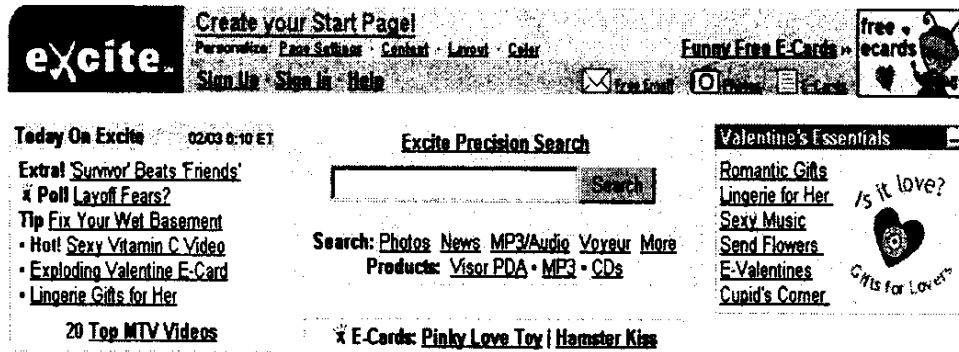 excite
Create your Start Page!
Personalize: Page Settings · Content · Layout · Color
Sign Up · Sign In · Help
Funny Free E-Cards »
free ecards
Free Email Photos E-Cards
Today On Excite 02/03 6:10 ET
Extra! 'Survivor' Beats 'Friends'
Poll Layoff Fears?
Tip Fix Your Wet Basement
• Hot! Sexy Vitamin C Video
• Exploding Valentine E-Card
• Lingerie Gifts for Her
20 Top MTV Videos
Excite Precision Search
Search
Search: Photos News MP3/Audio Voyeur More
Products: Visor PDA • MP3 • CDs
E-Cards: Pinky Love Toy | Hamster Kiss
Valentine's Essentials
Romantic Gifts
Lingerie for Her
Sexy Music
Send Flowers
E-Valentines
Cupid's Corner
Is it love?
Gifts for Lovers